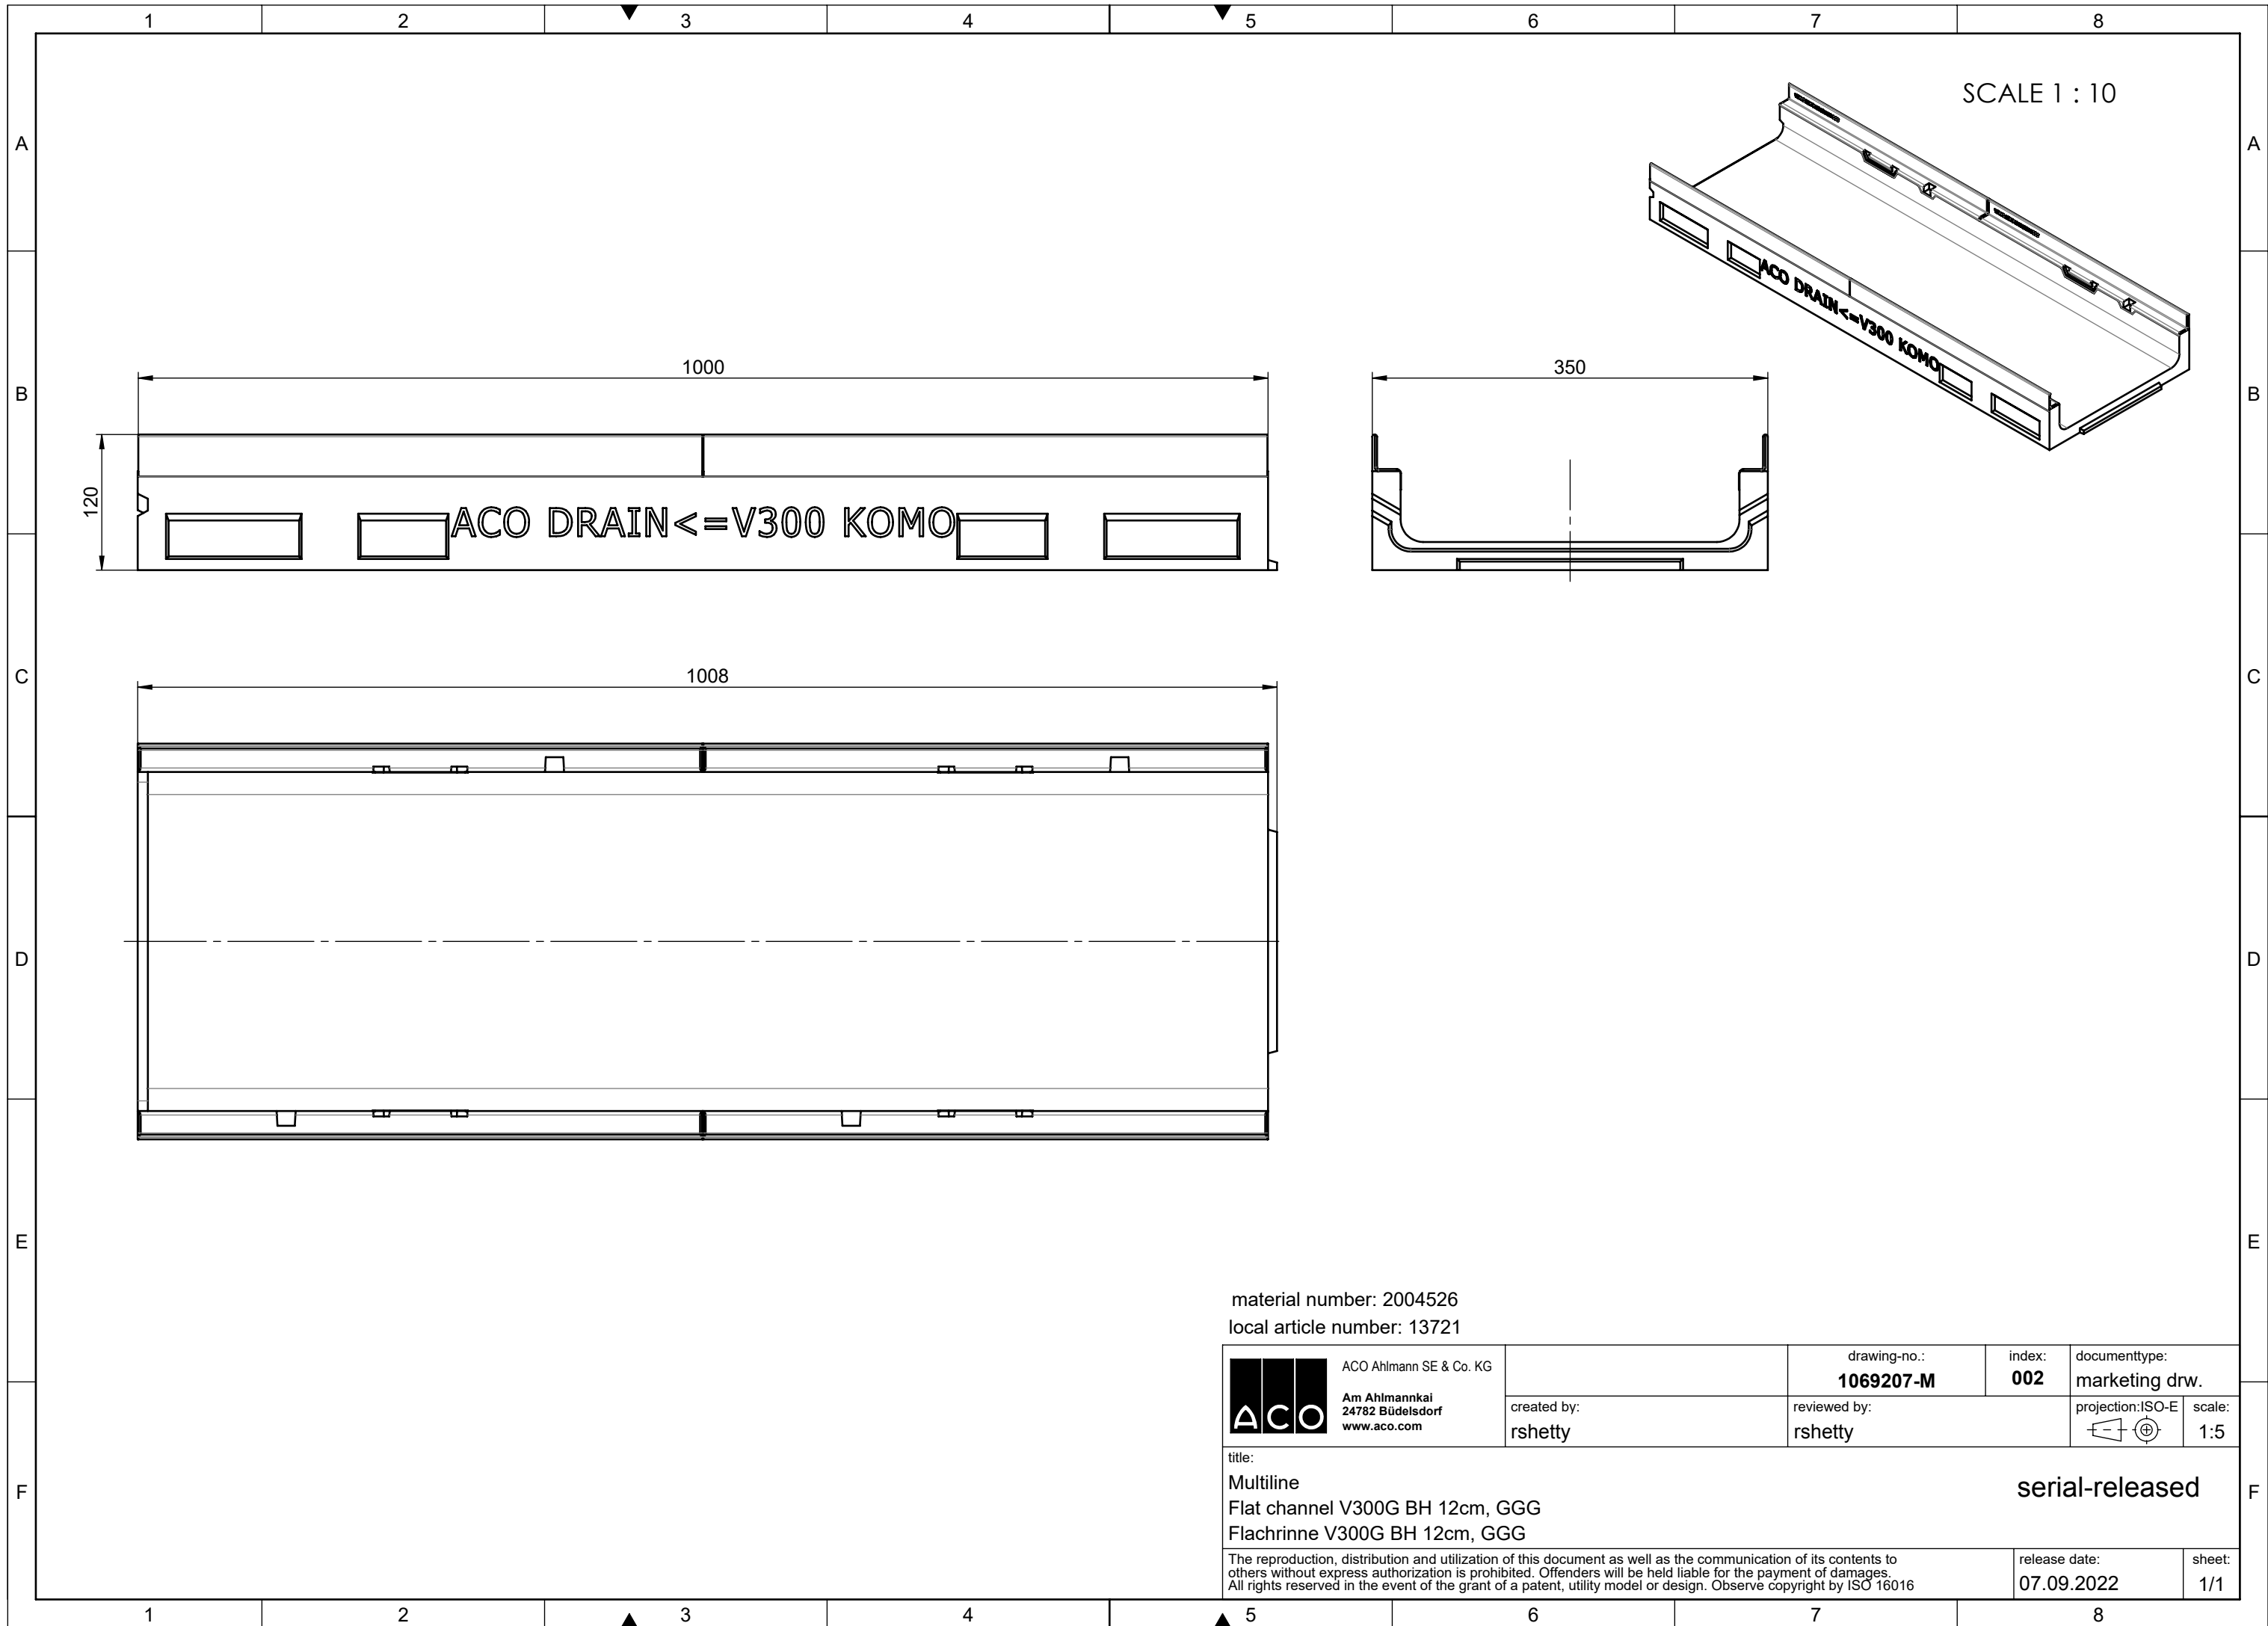 1 2 3 4 5 6 7 8
SCALE 1 : 10
A A
ACO DRAIN<=V300 KOMO
1000
350
B B
120
ACO DRAIN<=V300 KOMO
C C
1008
D D
E E
material number: 2004526
local article number: 13721
ACO
ACO Ahlmann SE & Co. KG
Am Ahlmannkai
24782 Büdelsdorf
www.aco.com
drawing-no.:
1069207-M
index:
002
documenttype:
marketing drw.
created by:
rshetty
reviewed by:
rshetty
projection:ISO-E
scale:
1:5
title:
Multiline
Flat channel V300G BH 12cm, GGG
Flachrinne V300G BH 12cm, GGG
serial-released
F F
The reproduction, distribution and utilization of this document as well as the communication of its contents to
others without express authorization is prohibited. Offenders will be held liable for the payment of damages.
All rights reserved in the event of the grant of a patent, utility model or design. Observe copyright by ISO 16016
release date:
07.09.2022
sheet:
1/1
1 2 3 4 5 6 7 8